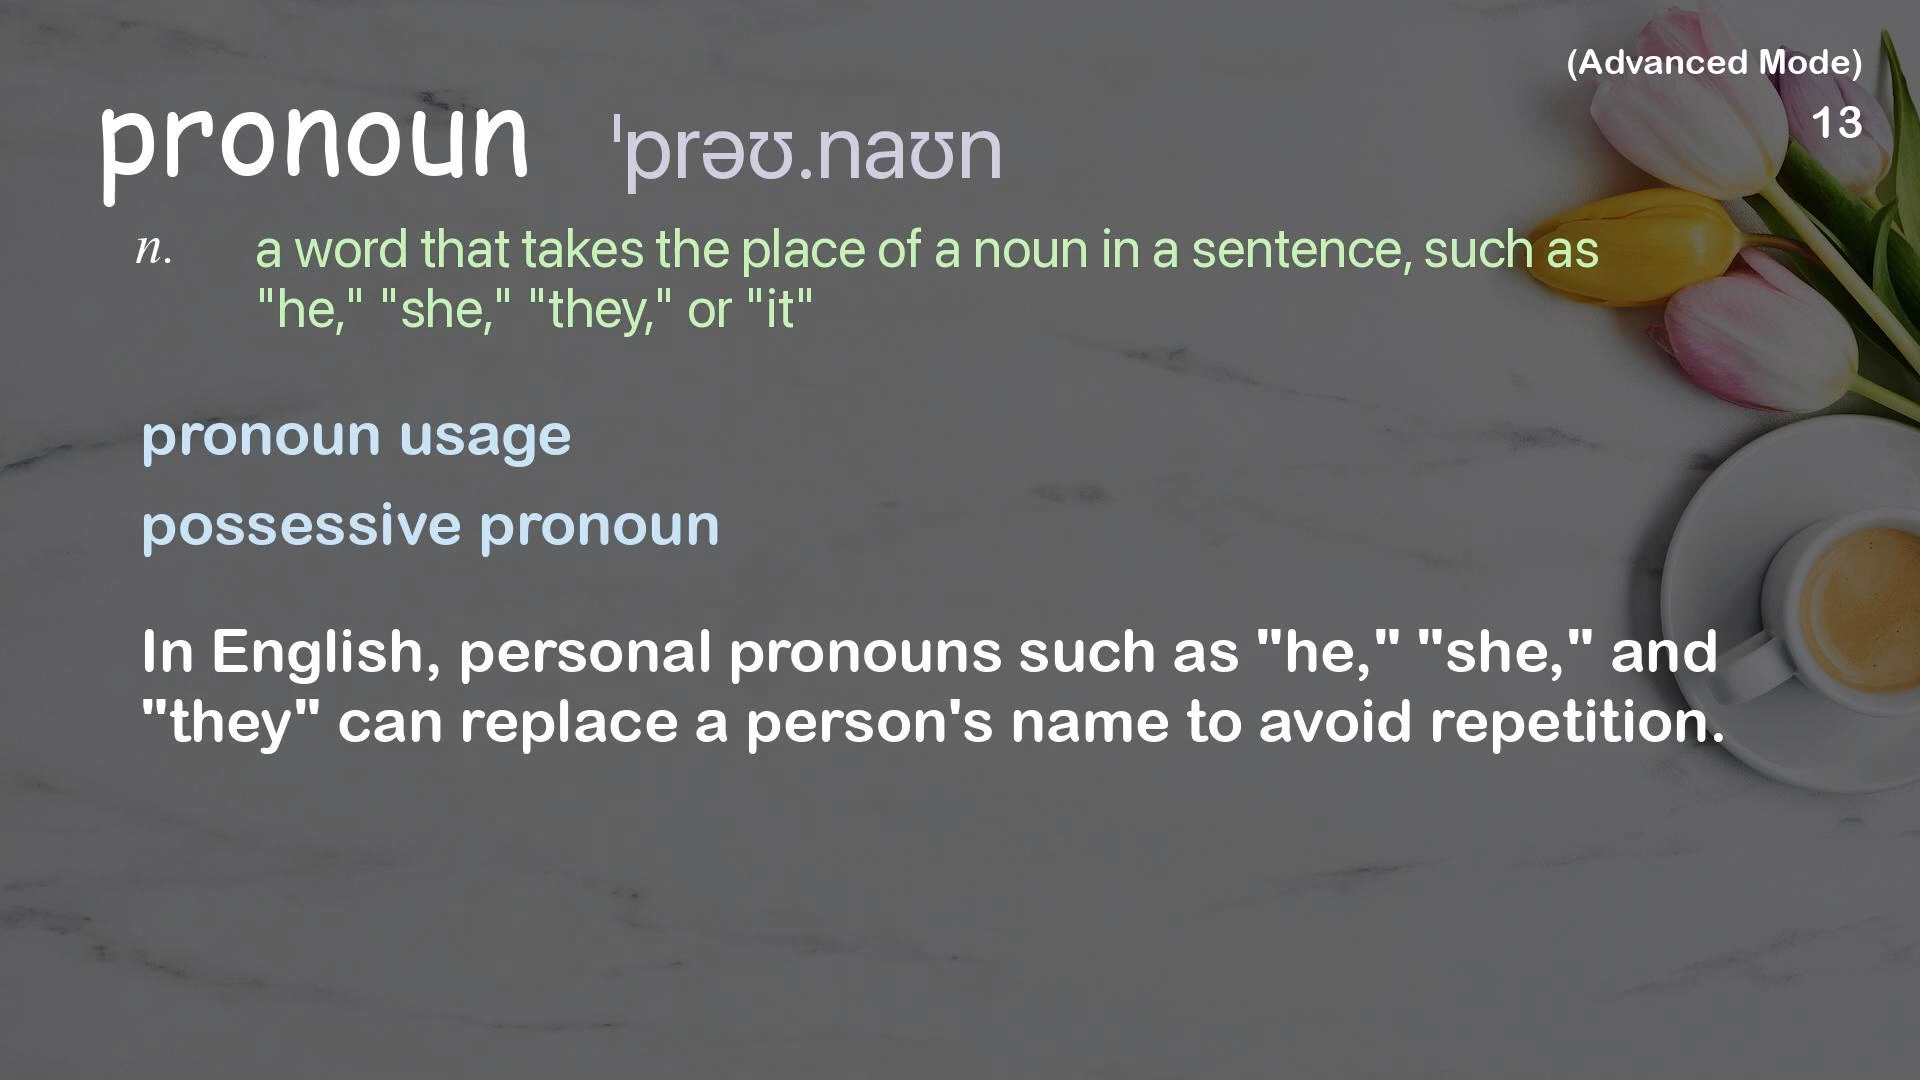 (Advanced Mode)
pronoun ˈprəʊ.naʊn
13
n. a word that takes the place of a noun in a sentence, such as
"he," "she," "they," or "it"
pronoun usage
possessive pronoun
In English, personal pronouns such as "he," "she," and
"they" can replace a person's name to avoid repetition.